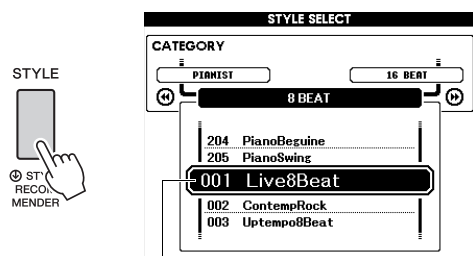 STYLE SELECT
CATEGORY
STYLE
PIANIST
16 BEAT
8 BEAT
204 PianoBeguine
205 PianoSwing
001 Live8Beat
002 ContempRock
003 Uptempo8Beat
MENDER